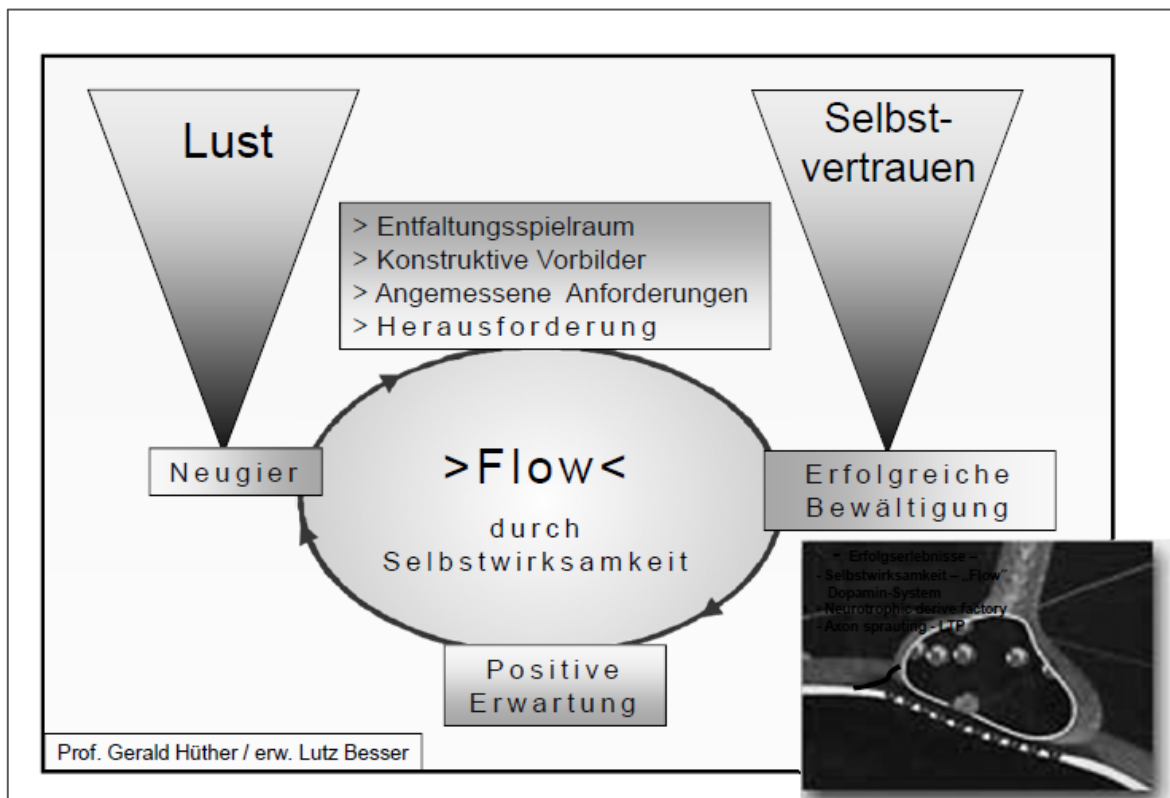 Lust
Selbst-
vertrauen
> Entfaltungsspielraum
> Konstruktive Vorbilder
> Angemessene Anforderungen
> Herausforderung
Neugier
>Flow<
durch
Selbstwirksamkeit
Erfolgreiche
Bewältigung
Positive
Erwartung
- Erfolgserlebnisse –
- Selbstwirksamkeit – „Flow"
Dopamin-System
- Neurotrophic derive factory
- Axon sprauting - LTP
Prof. Gerald Hüther / erw. Lutz Besser